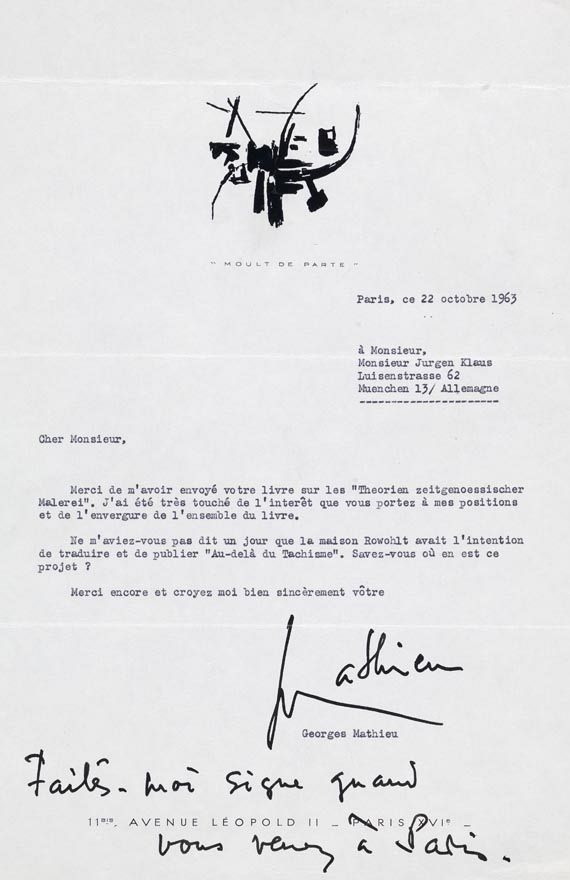 " MOULT DE PARTE "
Paris, ce 22 octobre 1963
à Monsieur,
Monsieur Jurgen Klaus
Luisenstrasse 62
Muenchen 13/ Allemagne
----------------------
Cher Monsieur,
Merci de m'avoir envoyé votre livre sur les "Theorien zeitgenoessischer
Malerei". J'ai été très touché de l'interêt que vous portez à mes positions
et de l'envergure de l'ensemble du livre.
Ne m'aviez-vous pas dit un jour que la maison Rowohlt avait l'intention
de traduire et de publier "Au-delà du Tachisme". Savez-vous où en est ce
projet ?
Merci encore et croyez moi bien sincèrement vôtre
Mathieu
Georges Mathieu
Faites-moi signe quand
11BIS, AVENUE LÉOPOLD II – PARIS XVIe –
vous venez à Paris.